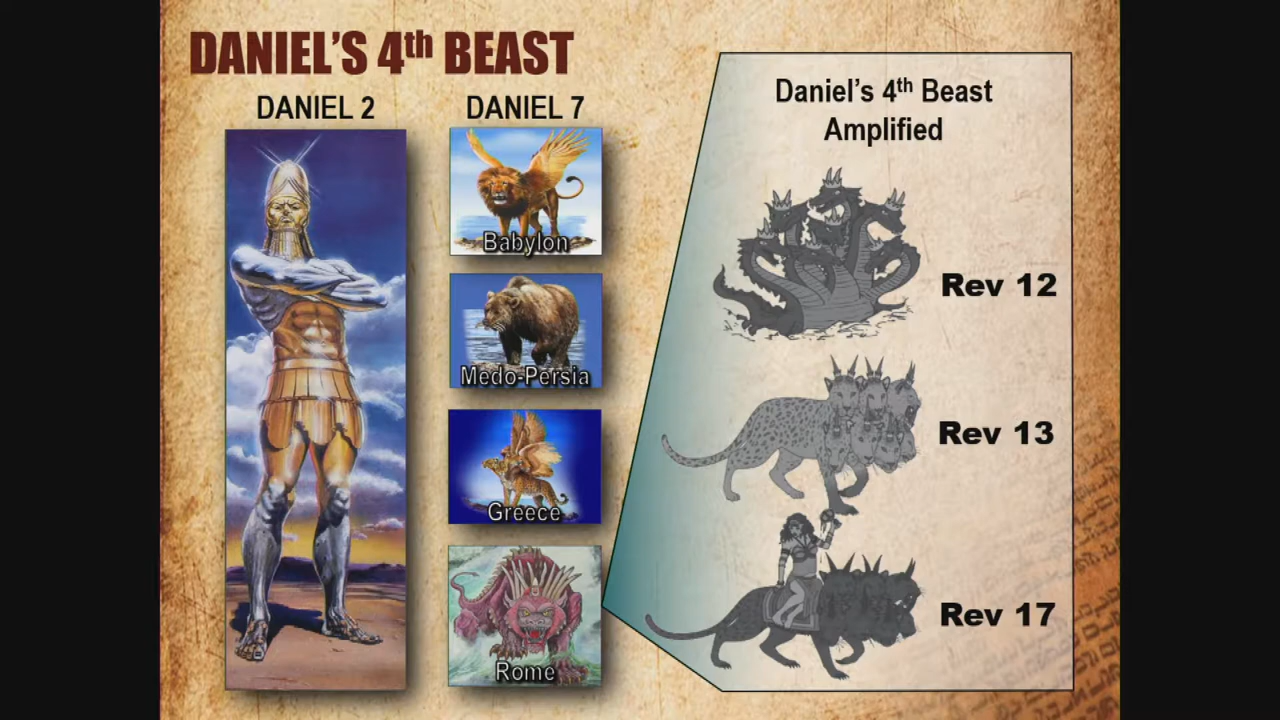 DANIEL'S 4th BEAST
DANIEL 2
DANIEL 7
Babylon
Medo-Persia
Greece
Rome
Daniel's 4th Beast
Amplified
Rev 12
Rev 13
Rev 17